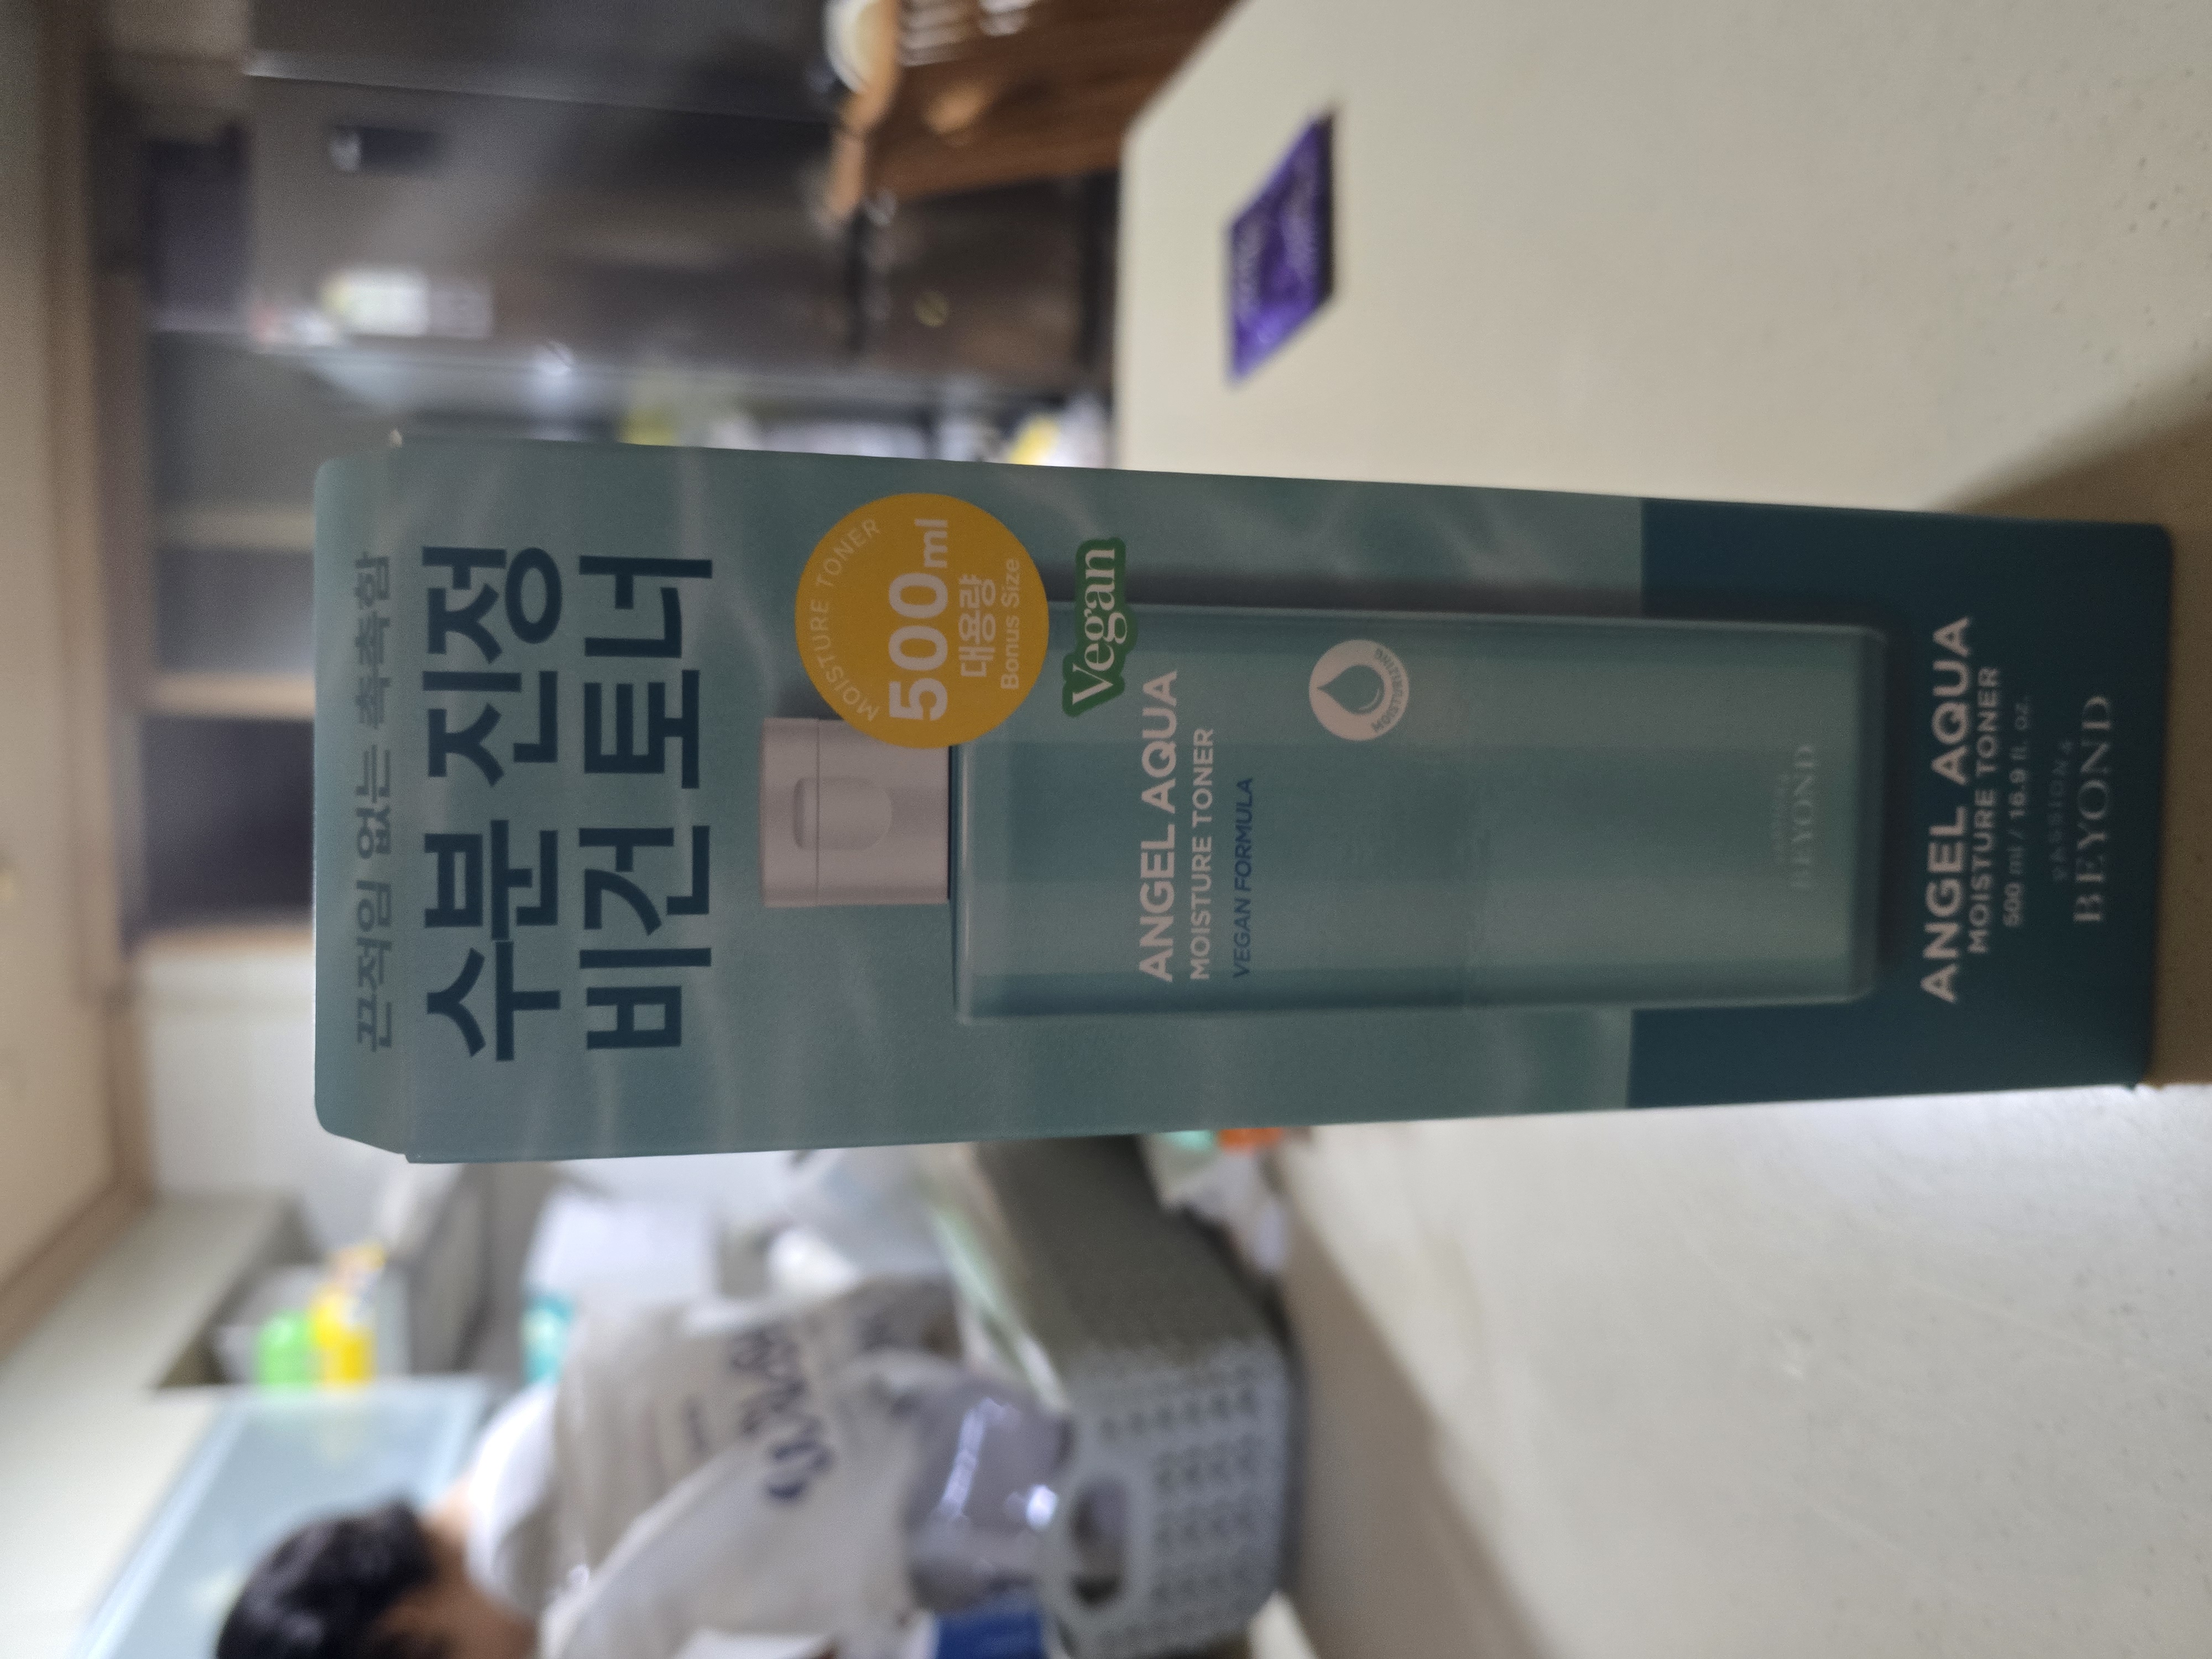 끈적임 없는 촉촉함
수분 진정
비건 토너
MOISTURE TONER
500ml
대용량
Bonus Size
Vegan
ANGEL AQUA
MOISTURE TONER
VEGAN FORMULA
MOISTURIZING
BEYOND
ANGEL AQUA
MOISTURE TONER
500 ml / 16.9 fl. oz.
BEYOND